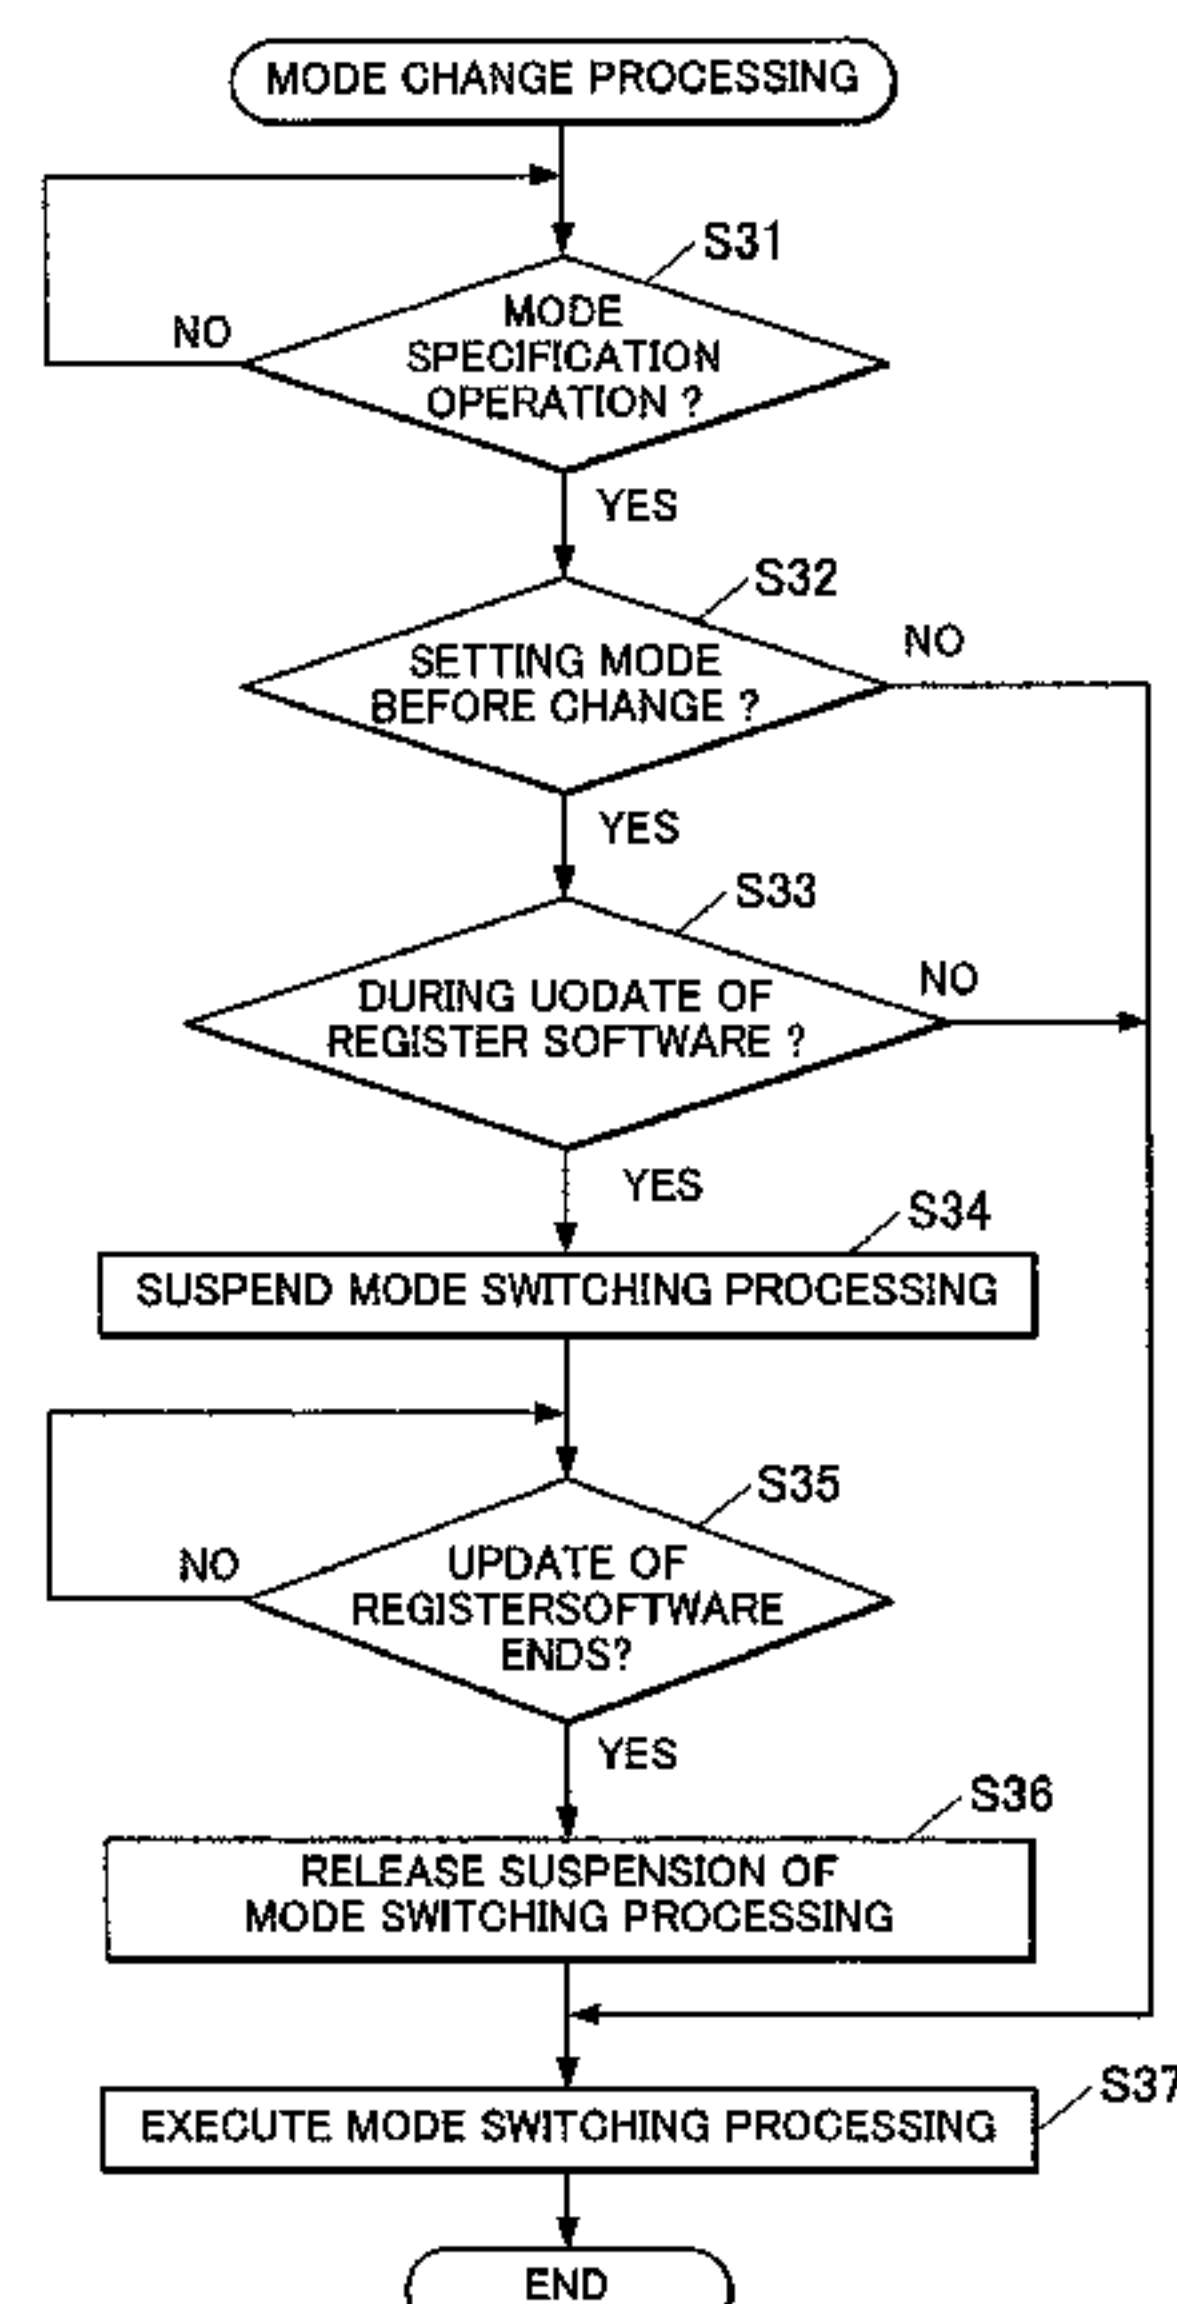 MODE CHANGE PROCESSING
S31
MODE
SPECIFICATION
OPERATION ?
NO
YES
S32
SETTING MODE
BEFORE CHANGE ?
NO
YES
S33
DURING UODATE OF
REGISTER SOFTWARE ?
NO
YES
S34
SUSPEND MODE SWITCHING PROCESSING
S35
UPDATE OF
REGISTERSOFTWARE
ENDS?
NO
YES
S36
RELEASE SUSPENSION OF
MODE SWITCHING PROCESSING
S37
EXECUTE MODE SWITCHING PROCESSING
END